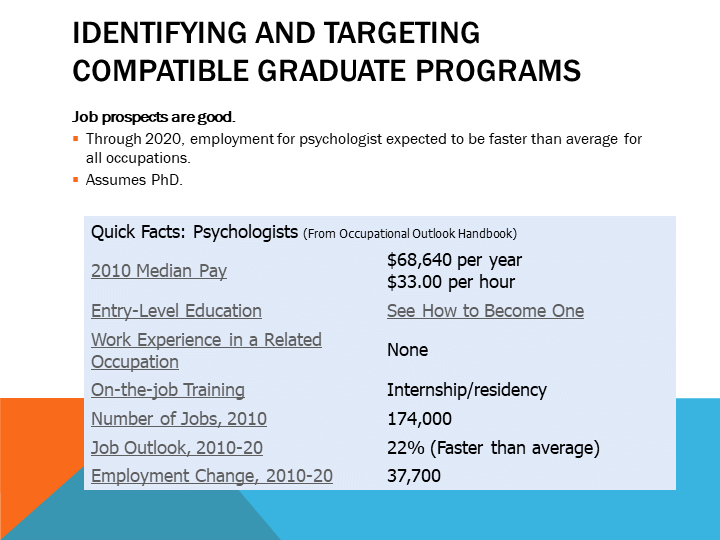 IDENTIFYING AND TARGETING
COMPATIBLE GRADUATE PROGRAMS
Job prospects are good.
Through 2020, employment for psychologist expected to be faster than average for
all occupations.
Assumes PhD.
Quick Facts: Psychologists (From Occupational Outlook Handbook)
2010 Median Pay
$68,640 per year
$33.00 per hour
Entry-Level Education
See How to Become One
Work Experience in a Related
Occupation
None
On-the-job Training
Internship/residency
Number of Jobs, 2010
174,000
Job Outlook, 2010-20
22% (Faster than average)
Employment Change, 2010-20
37,700